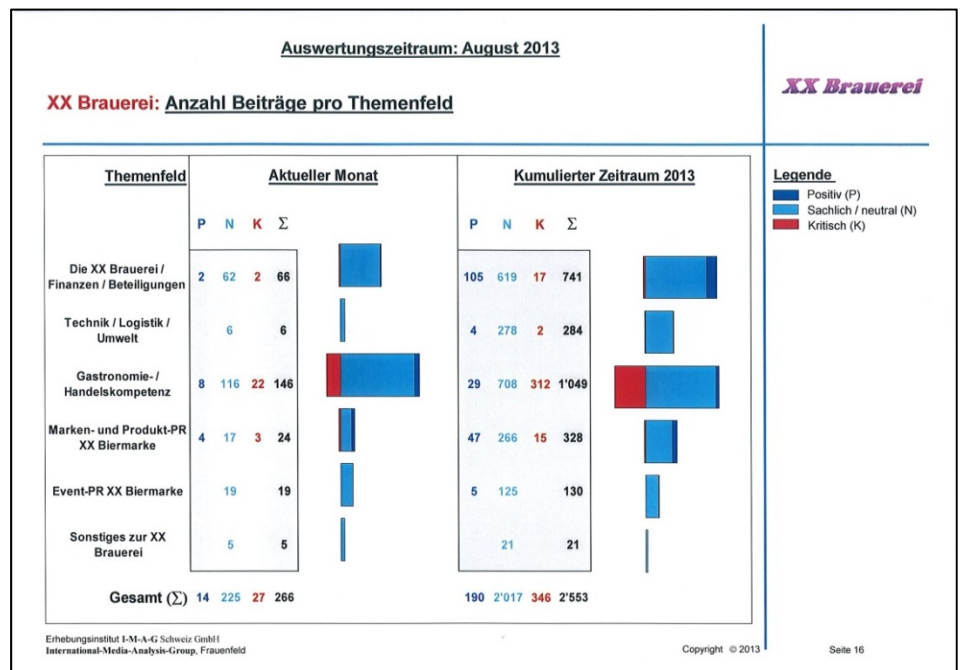 Auswertungszeitraum: August 2013
XX Brauerei: Anzahl Beiträge pro Themenfeld
XX Brauerei
Themenfeld Aktueller Monat Kumulierter Zeitraum 2013
P N K Σ P N K Σ
Die XX Brauerei /
Finanzen / Beteiligungen 2 62 2 66 105 619 17 741
Technik / Logistik /
Umwelt 6 6 4 278 2 284
Gastronomie- /
Handelskompetenz 8 116 22 146 29 708 312 1'049
Marken- und Produkt-PR
XX Biermarke 4 17 3 24 47 266 15 328
Event-PR XX Biermarke 19 19 5 125 130
Sonstiges zur XX
Brauerei 5 5 21 21
Gesamt (Σ) 14 225 27 266 190 2'017 346 2'553
Legende
Positiv (P)
Sachlich / neutral (N)
Kritisch (K)
Erhebungsinstitut I-M-A-G Schweiz GmbH
International-Media-Analysis-Group, Frauenfeld
Copyright © 2013 Seite 16